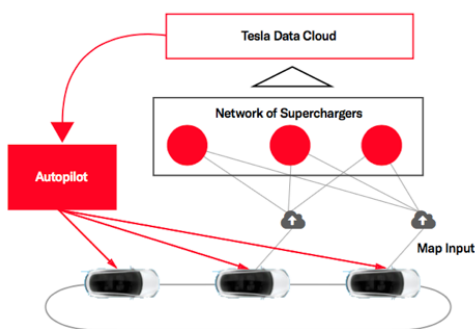 Tesla Data Cloud
Network of Superchargers
Autopilot
Map Input